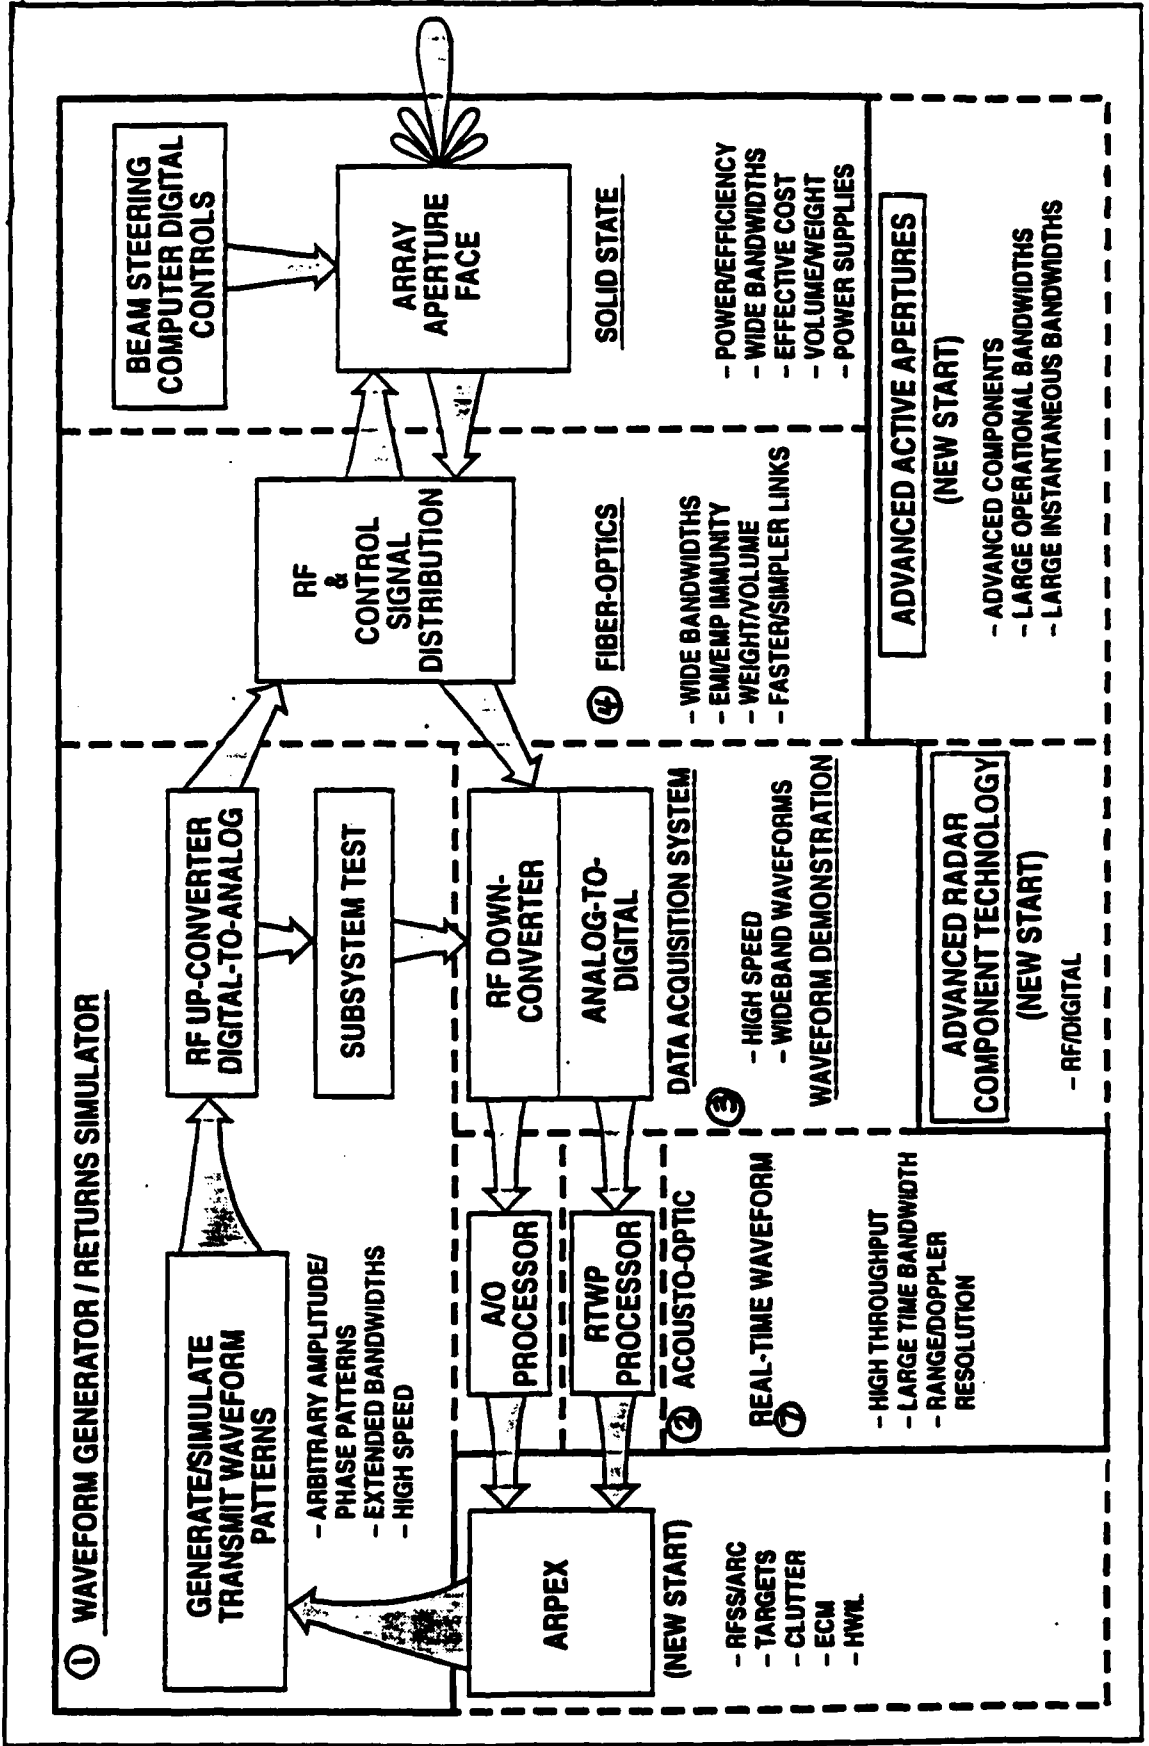 ① WAVEFORM GENERATOR / RETURNS SIMULATOR
GENERATE/SIMULATE
TRANSMIT WAVEFORM
PATTERNS
- ARBITRARY AMPLITUDE/
PHASE PATTERNS
- EXTENDED BANDWIDTHS
- HIGH SPEED
RF UP-CONVERTER
DIGITAL-TO-ANALOG
SUBSYSTEM TEST
RF
&
CONTROL
SIGNAL
DISTRIBUTION
BEAM STEERING
COMPUTER DIGITAL
CONTROLS
ARRAY
APERTURE
FACE
ARPEX
(NEW START)
- RFSS/ARC
- TARGETS
- CLUTTER
- ECM
- HWIL
A/O
PROCESSOR
RTWP
PROCESSOR
② ACOUSTO-OPTIC
REAL-TIME WAVEFORM
⑦
- HIGH THROUGHPUT
- LARGE TIME BANDWIDTH
- RANGE/DOPPLER
RESOLUTION
RF DOWN-
CONVERTER
ANALOG-TO-
DIGITAL
DATA ACQUISITION SYSTEM
③
- HIGH SPEED
- WIDEBAND WAVEFORMS
WAVEFORM DEMONSTRATION
ADVANCED RADAR
COMPONENT TECHNOLOGY
(NEW START)
- RF/DIGITAL
④ FIBER-OPTICS
- WIDE BANDWIDTHS
- EMI/EMP IMMUNITY
- WEIGHT/VOLUME
- FASTER/SIMPLER LINKS
SOLID STATE
- POWER/EFFICIENCY
- WIDE BANDWIDTHS
- EFFECTIVE COST
- VOLUME/WEIGHT
- POWER SUPPLIES
ADVANCED ACTIVE APERTURES
(NEW START)
- ADVANCED COMPONENTS
- LARGE OPERATIONAL BANDWIDTHS
- LARGE INSTANTANEOUS BANDWIDTHS